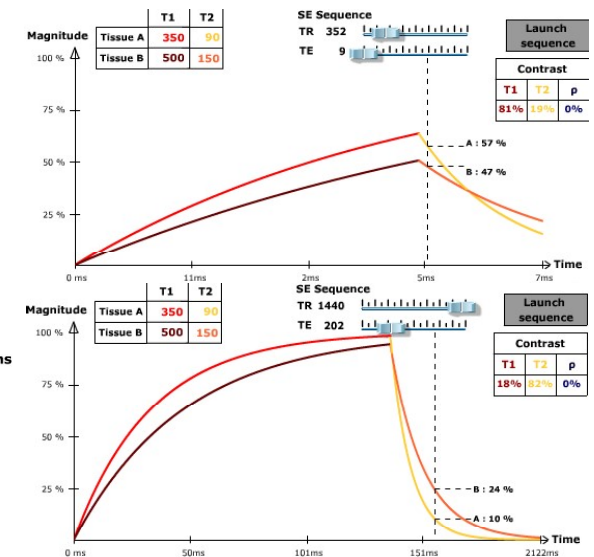 T1 T2
Tissue A 350 90
Tissue B 500 150
SE Sequence
TR 352
TE 9
Launch
sequence
Contrast
T1 T2 ρ
81% 19% 0%
Magnitude
100 %
75 %
50 %
25 %
A : 57 %
B : 47 %
Time
0 ms 11ms 2ms 5ms 7ms
T1 T2
Tissue A 350 90
Tissue B 500 150
SE Sequence
TR 1440
TE 202
Launch
sequence
Contrast
T1 T2 ρ
18% 82% 0%
Magnitude
100 %
ns
75 %
50 %
25 %
B : 24 %
A : 10 %
Time
0 ms 50ms 101ms 151ms 2122ms